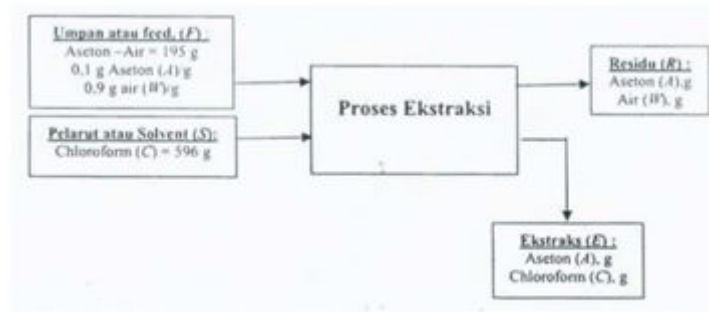 Umpan atau feed, (F) :
Aseton –Air = 195 g
0.1 g Aseton (A)/g
0.9 g air (W)/g
Pelarut atau Solvent (S):
Chloroform (C) = 596 g
Proses Ekstraksi
Residu (R) :
Aseton (A),g
Air (W), g
Ekstraks (E) :
Aseton (A), g
Chloroform (C), g